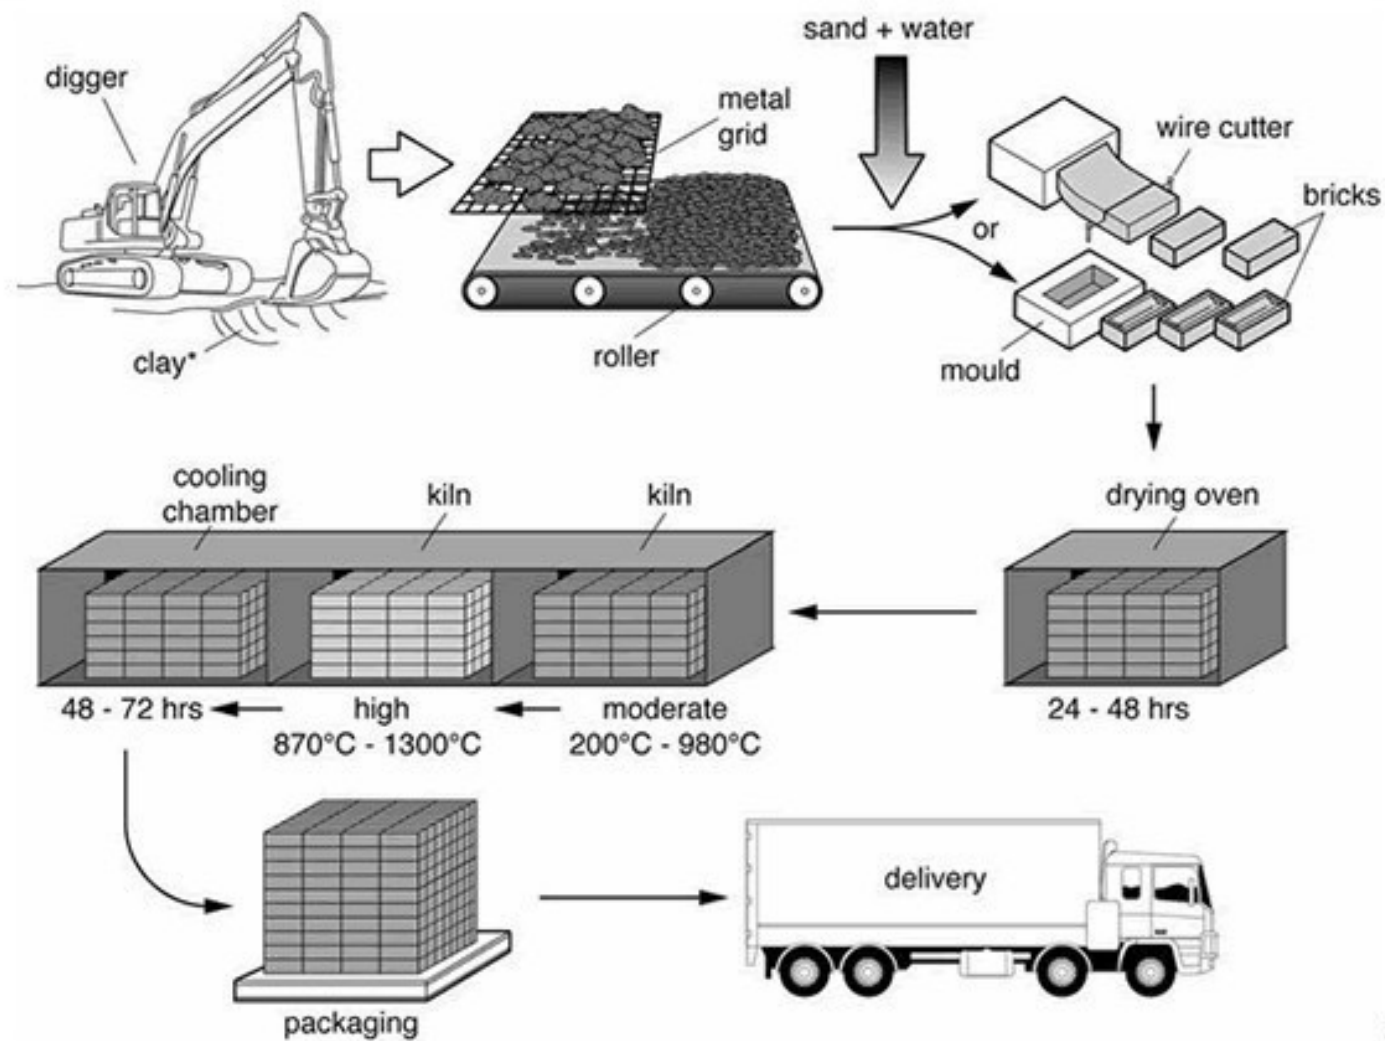 digger
clay*
metal
grid
roller
sand + water
or
wire cutter
bricks
mould
drying oven
24 - 48 hrs
kiln
moderate
200°C - 980°C
kiln
high
870°C - 1300°C
cooling
chamber
48 - 72 hrs
packaging
delivery